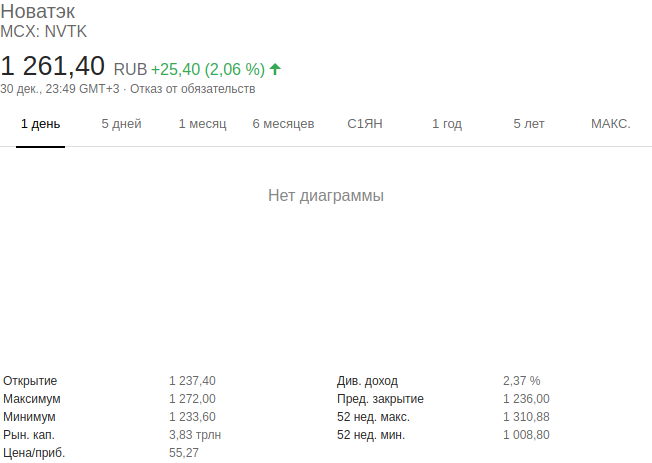 Новатэк
MCX: NVTK
1 261,40 RUB +25,40 (2,06 %)
30 дек., 23:49 GMT+3 · Отказ от обязательств
1 день 5 дней 1 месяц 6 месяцев С1ЯН 1 год 5 лет МАКС.
Нет диаграммы
Открытие 1 237,40 Див. доход 2,37 %
Максимум 1 272,00 Пред. закрытие 1 236,00
Минимум 1 233,60 52 нед. макс. 1 310,88
Рын. кап. 3,83 трлн 52 нед. мин. 1 008,80
Цена/приб. 55,27